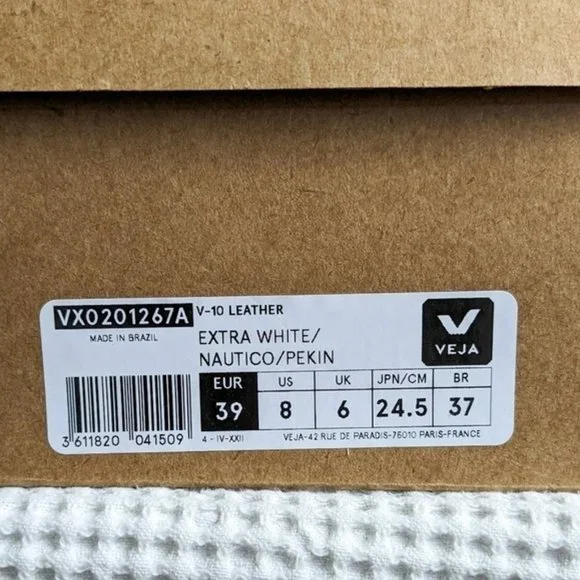 VX0201267A V-10 LEATHER
MADE IN BRAZIL
EXTRA WHITE/
NAUTICO/PEKIN
VEJA
EUR US UK JPN/CM BR
39 8 6 24.5 37
3 611820 041509
4 - IV-XXII VEJA-42 RUE DE PARADIS-75010 PARIS-FRANCE